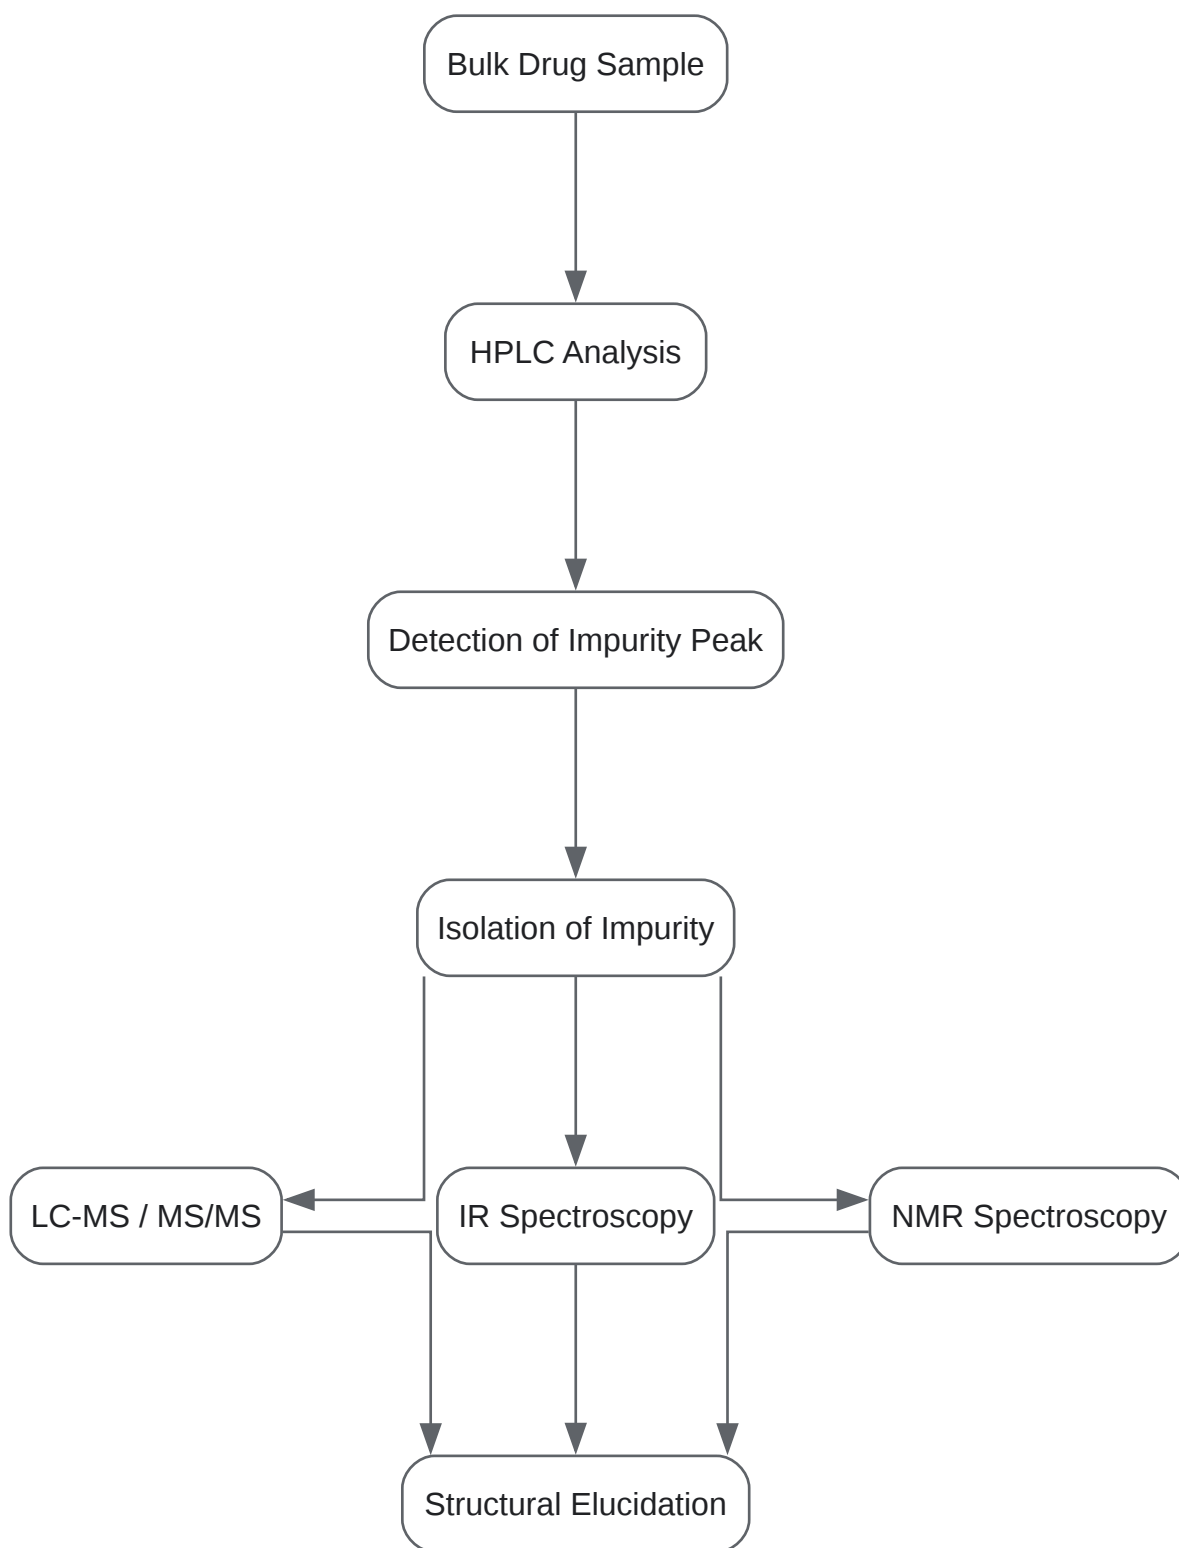 Bulk Drug Sample
HPLC Analysis
Detection of Impurity Peak
Isolation of Impurity
LC-MS / MS/MS
IR Spectroscopy
NMR Spectroscopy
Structural Elucidation